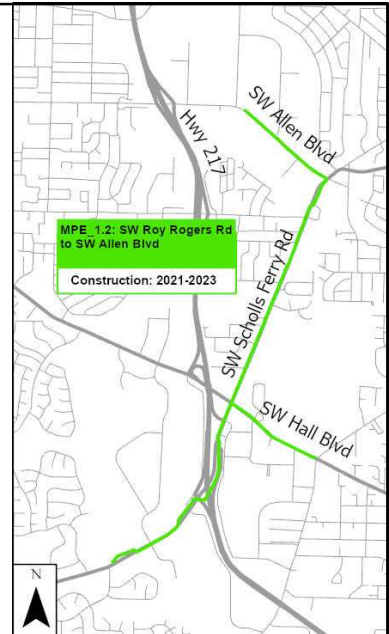 SW Allen Blvd
Hwy 217
MPE_1.2: SW Roy Rogers Rd
to SW Allen Blvd
Construction: 2021-2023
SW Scholls Ferry Rd
SW Hall Blvd
N